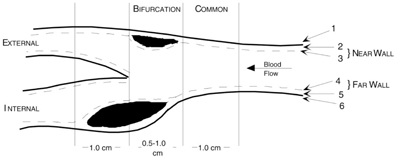 BIFURCATION COMMON
1
EXTERNAL
2
3
} NEAR WALL
Blood
Flow
4
} FAR WALL
5
INTERNAL
6
1.0 cm
0.5-1.0
cm
1.0 cm